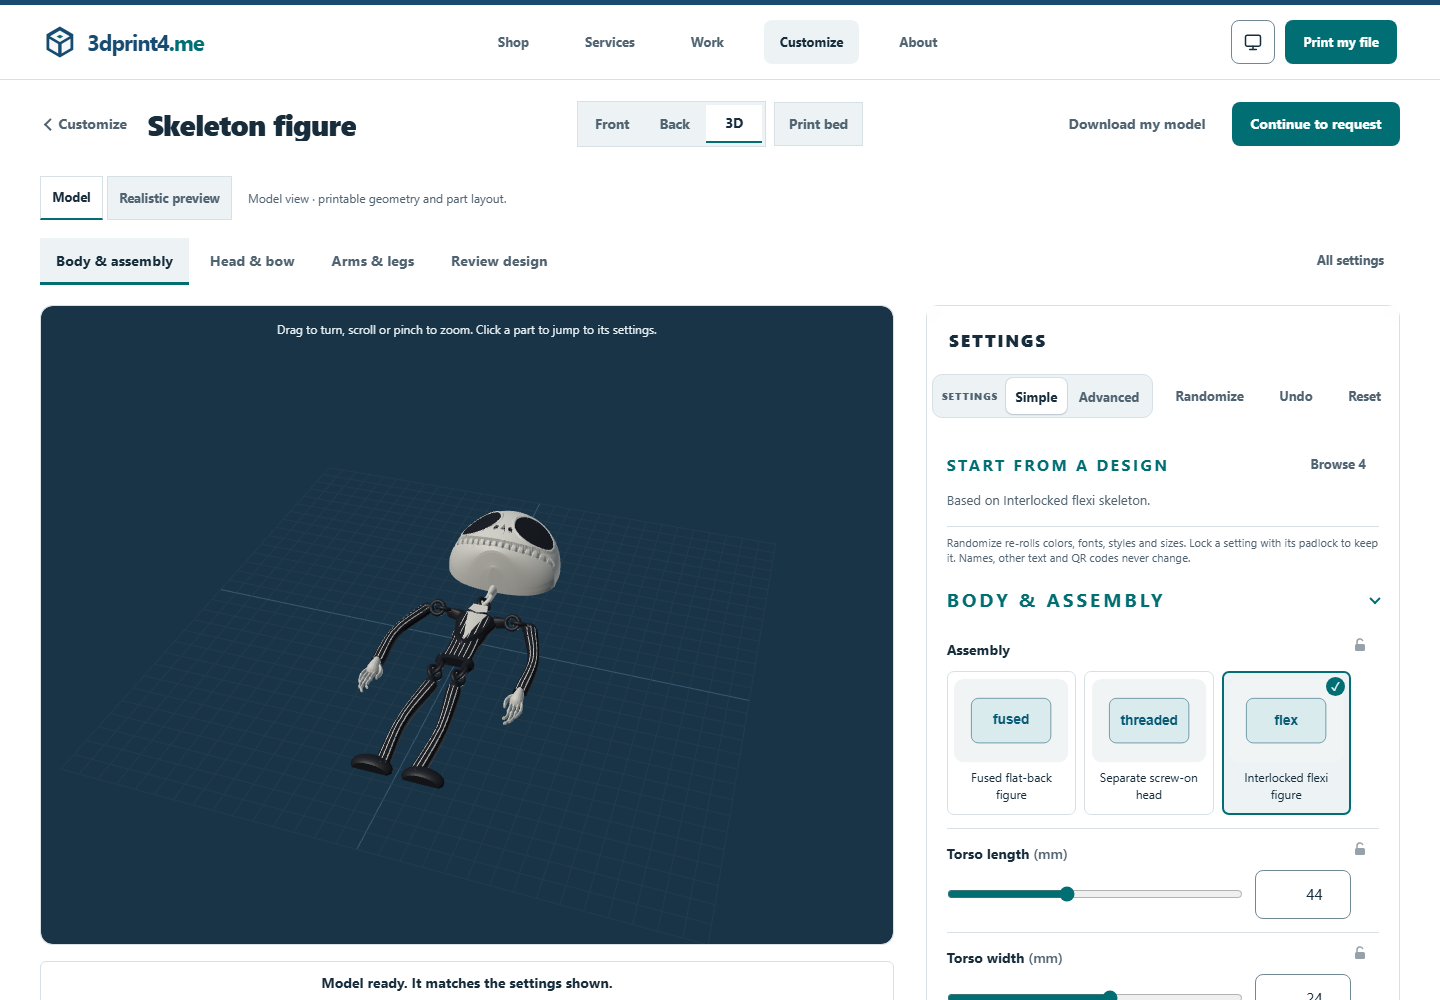 3dprint4.me
Shop
Services
Work
Customize
About
Print my file
Customize
Skeleton figure
Front
Back
3D
Print bed
Download my model
Continue to request
Model
Realistic preview
Model view · printable geometry and part layout.
Body & assembly
Head & bow
Arms & legs
Review design
All settings
Drag to turn, scroll or pinch to zoom. Click a part to jump to its settings.
Model ready. It matches the settings shown.
SETTINGS
SETTINGS
Simple
Advanced
Randomize
Undo
Reset
START FROM A DESIGN
Browse 4
Based on Interlocked flexi skeleton.
Randomize re-rolls colors, fonts, styles and sizes. Lock a setting with its padlock to keep
it. Names, other text and QR codes never change.
BODY & ASSEMBLY
Assembly
fused
threaded
flex
Fused flat-back
figure
Separate screw-on
head
Interlocked flexi
figure
Torso length (mm)
44
Torso width (mm)
24